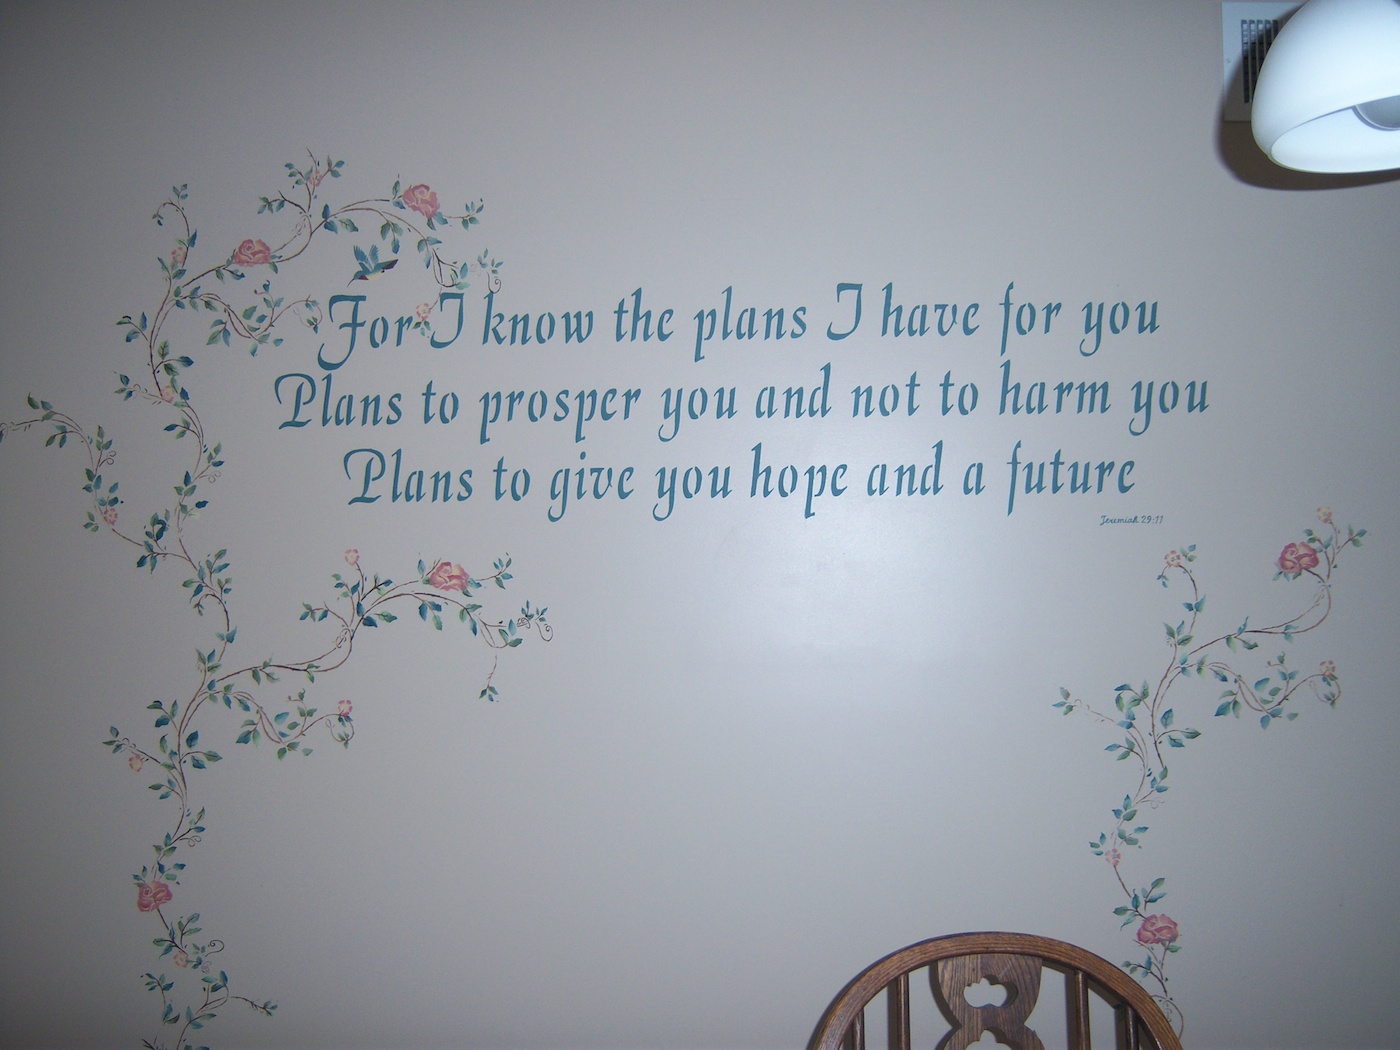 For I know the plans I have for you
Plans to prosper you and not to harm you
Plans to give you hope and a future
Jeremiah 29:11